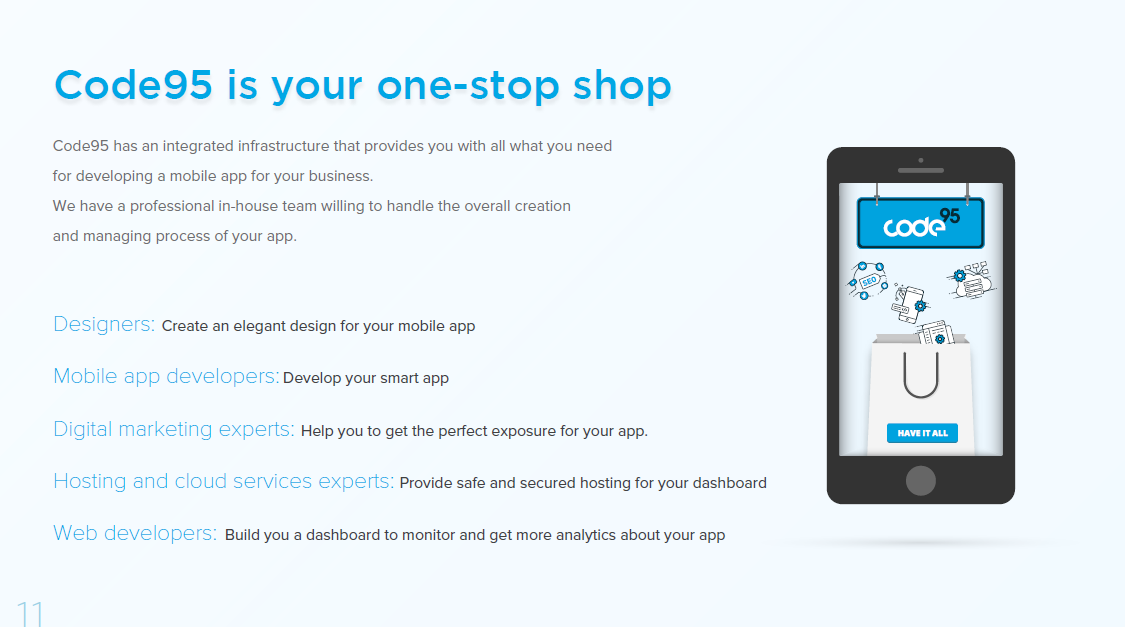 Code95 is your one-stop shop
Code95 has an integrated infrastructure that provides you with all what you need
for developing a mobile app for your business.
We have a professional in-house team willing to handle the overall creation
and managing process of your app.
code95
SEO
HAVE IT ALL
Designers: Create an elegant design for your mobile app
Mobile app developers: Develop your smart app
Digital marketing experts: Help you to get the perfect exposure for your app.
Hosting and cloud services experts: Provide safe and secured hosting for your dashboard
Web developers: Build you a dashboard to monitor and get more analytics about your app
11